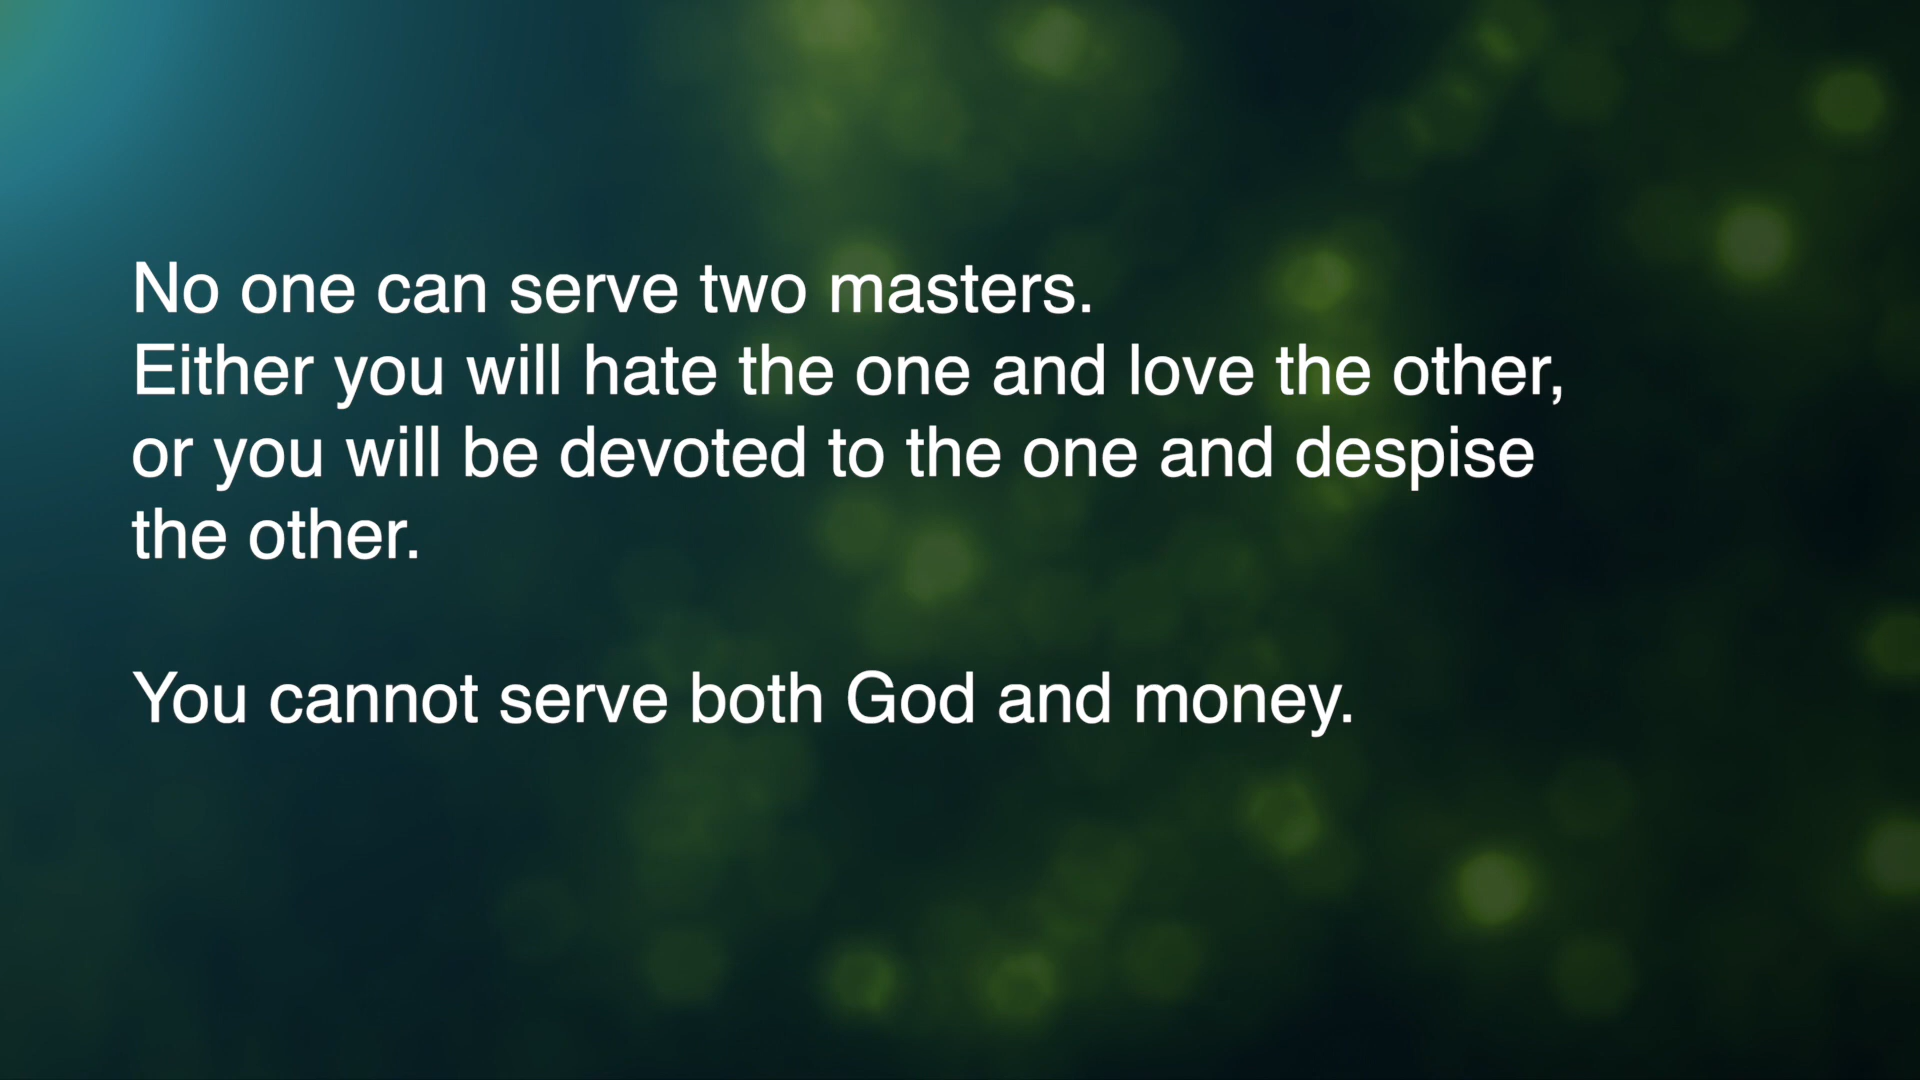 No one can serve two masters.
Either you will hate the one and love the other,
or you will be devoted to the one and despise
the other.
You cannot serve both God and money.